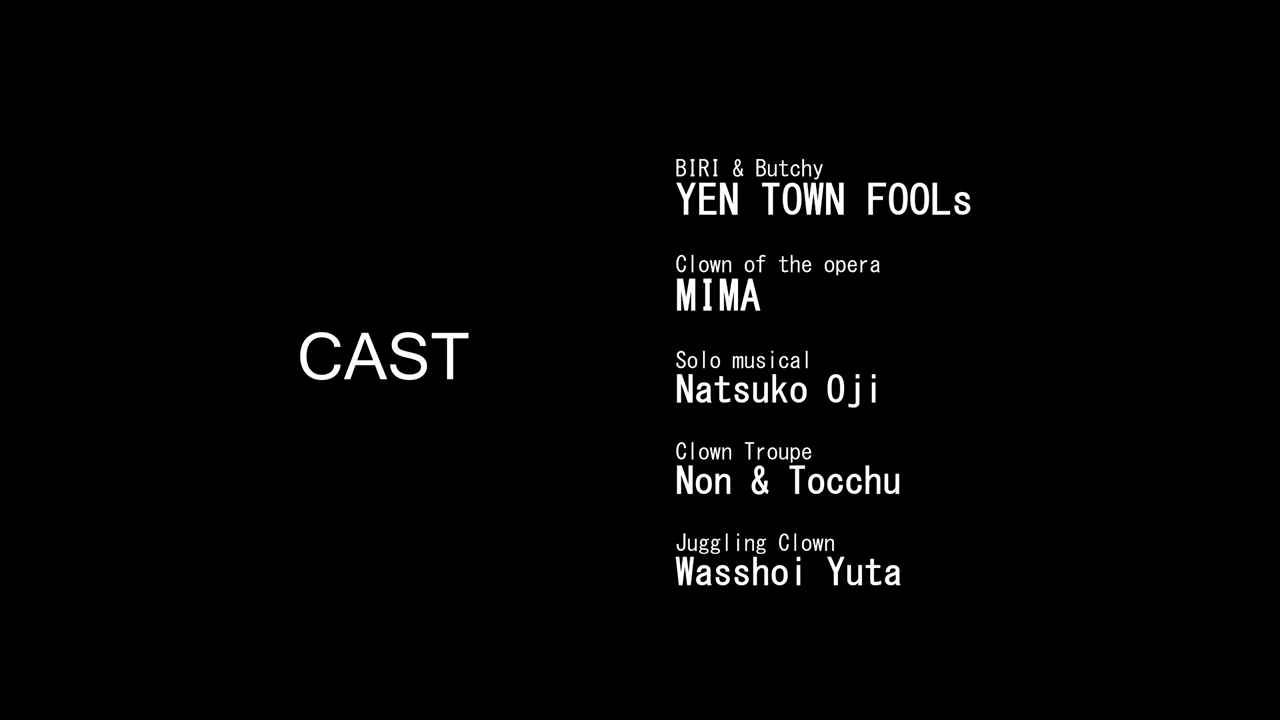 CAST
BIRI & Butchy
YEN TOWN FOOLs
Clown of the opera
MIMA
Solo musical
Natsuko Oji
Clown Troupe
Non & Tocchu
Juggling Clown
Wasshoi Yuta